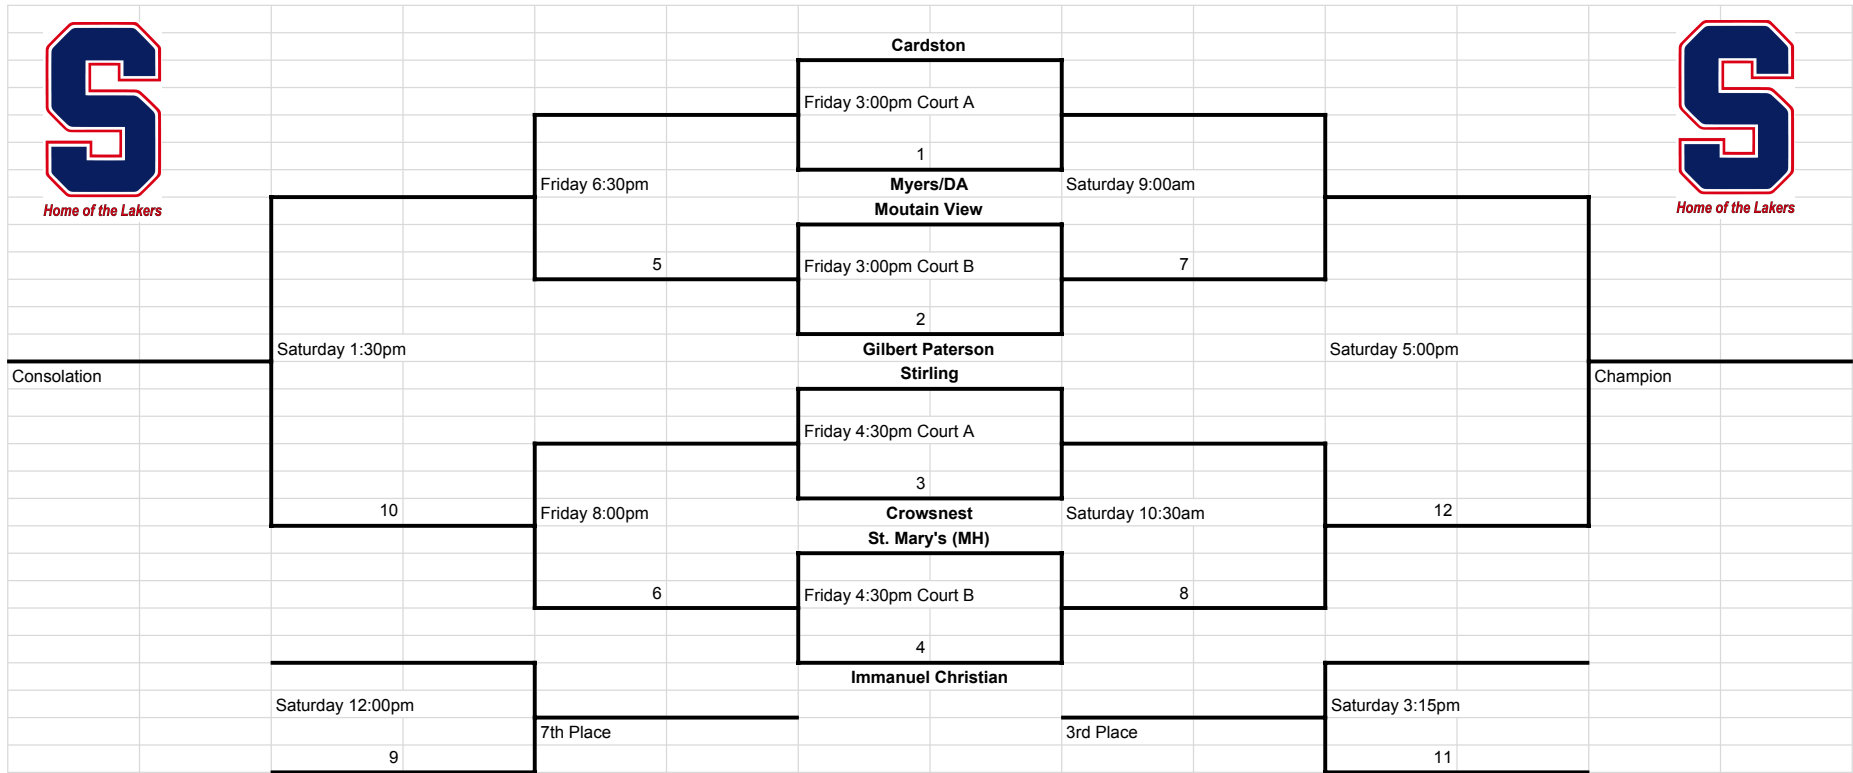 Cardston
Friday 3:00pm Court A
1
Friday 6:30pm
Myers/DA
Saturday 9:00am
Home of the Lakers
Moutain View
Home of the Lakers
5
Friday 3:00pm Court B
7
2
Saturday 1:30pm
Gilbert Paterson
Saturday 5:00pm
Consolation
Stirling
Champion
Friday 4:30pm Court A
3
10
Friday 8:00pm
Crowsnest
Saturday 10:30am
12
St. Mary's (MH)
6
Friday 4:30pm Court B
8
4
Immanuel Christian
Saturday 12:00pm
Saturday 3:15pm
7th Place
3rd Place
9
11
S
S